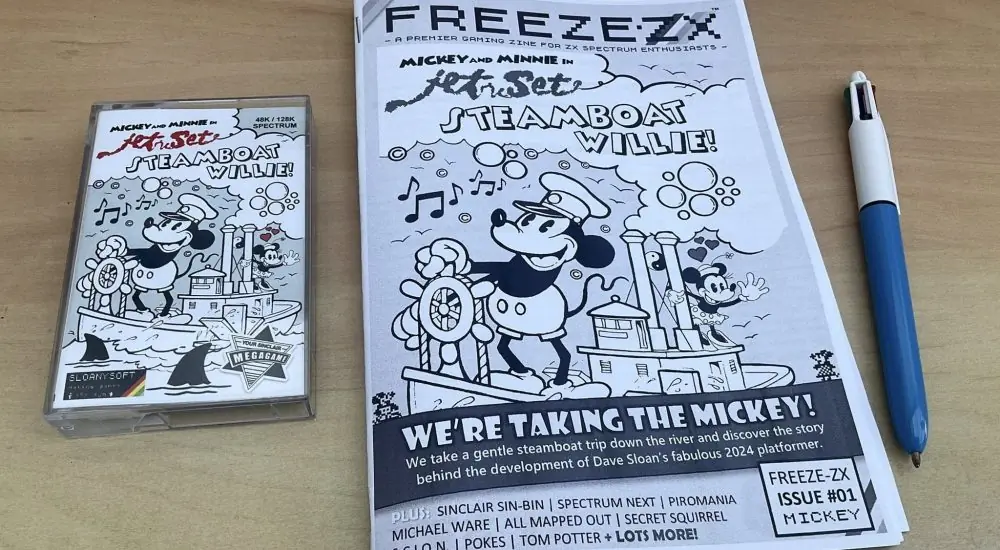 MICKEY AND MINNIE IN
jet Set
STEAMBOAT
WILLIE!
48K / 128K
SPECTRUM
YOUR SINCLAIR
MEGAGAME
SLOANYSOFT
FREEZE-ZX
- A PREMIER GAMING ZINE FOR ZX SPECTRUM ENTHUSIASTS -
MICKEY AND MINNIE IN
jet Set
STEAMBOAT
WILLIE!
WE'RE TAKING THE MICKEY!
We take a gentle steamboat trip down the river and discover the story
behind the development of Dave Sloan's fabulous 2024 platformer.
PLUS: SINCLAIR SIN-BIN | SPECTRUM NEXT | PIROMANIA
MICHAEL WARE | ALL MAPPED OUT | SECRET SQUIRREL
| POKES | TOM POTTER + LOTS MORE!
FREEZE-ZX
ISSUE #01
MICKEY